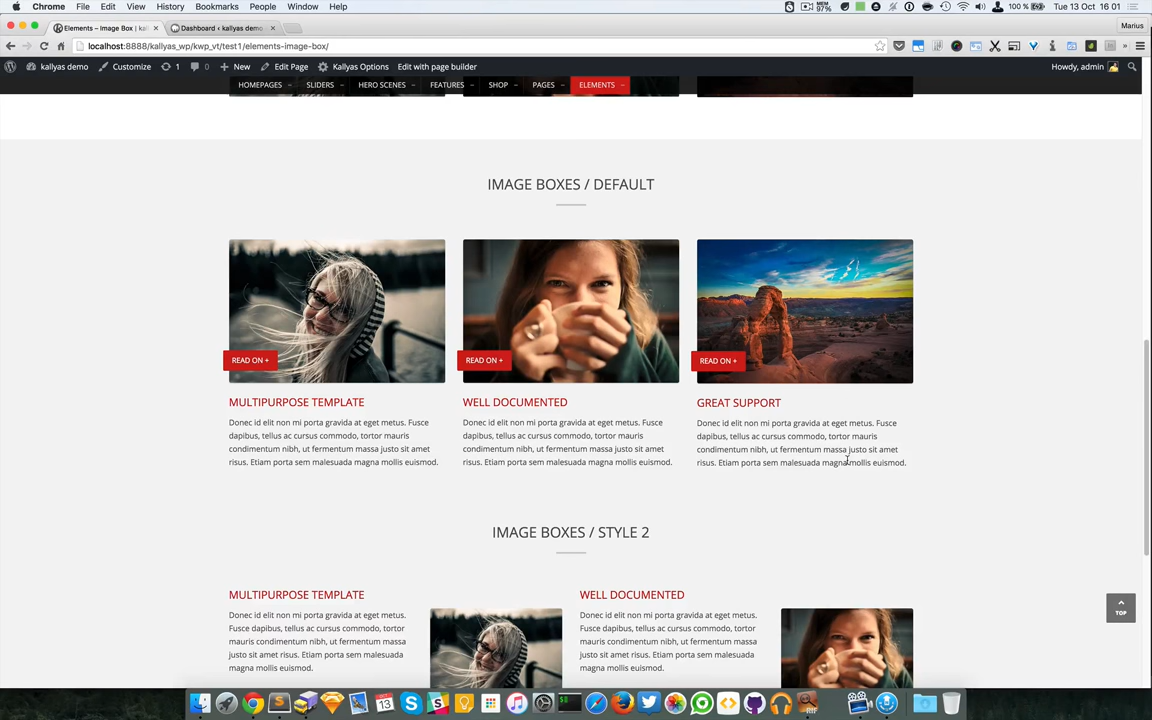 Chrome File Edit View History Bookmarks People Window Help MEM 97% 100 % Tue 13 Oct 16 01
Elements – Image Box | kal Dashboard ‹ kallyas demo Marius
localhost:8888/kallyas_wp/kwp_vt/test1/elements-image-box/
kallyas demo Customize 1 0 + New Edit Page Kallyas Options Edit with page builder Howdy, admin
HOMEPAGES SLIDERS HERO SCENES FEATURES SHOP PAGES ELEMENTS
IMAGE BOXES / DEFAULT
READ ON + READ ON + READ ON +
MULTIPURPOSE TEMPLATE WELL DOCUMENTED GREAT SUPPORT
Donec id elit non mi porta gravida at eget metus. Fusce Donec id elit non mi porta gravida at eget metus. Fusce Donec id elit non mi porta gravida at eget metus. Fusce
dapibus, tellus ac cursus commodo, tortor mauris dapibus, tellus ac cursus commodo, tortor mauris dapibus, tellus ac cursus commodo, tortor mauris
condimentum nibh, ut fermentum massa justo sit amet condimentum nibh, ut fermentum massa justo sit amet condimentum nibh, ut fermentum massa justo sit amet
risus. Etiam porta sem malesuada magna mollis euismod. risus. Etiam porta sem malesuada magna mollis euismod. risus. Etiam porta sem malesuada magna mollis euismod.
IMAGE BOXES / STYLE 2
MULTIPURPOSE TEMPLATE WELL DOCUMENTED
Donec id elit non mi porta gravida at eget metus. Donec id elit non mi porta gravida at eget metus.
Fusce dapibus, tellus ac cursus commodo, tortor Fusce dapibus, tellus ac cursus commodo, tortor
mauris condimentum nibh, ut fermentum massa mauris condimentum nibh, ut fermentum massa
justo sit amet risus. Etiam porta sem malesuada justo sit amet risus. Etiam porta sem malesuada
magna mollis euismod. magna mollis euismod.
TOP
13